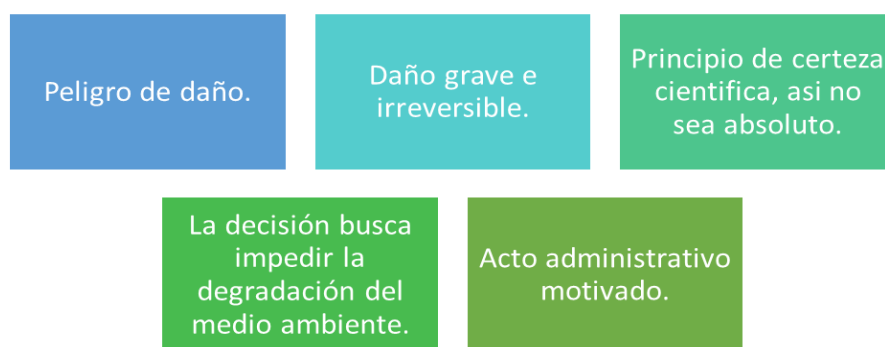 Peligro de daño.
Daño grave e
irreversible.
Principio de certeza
cientifica, asi no
sea absoluto.
La decisión busca
impedir la
degradación del
medio ambiente.
Acto administrativo
motivado.